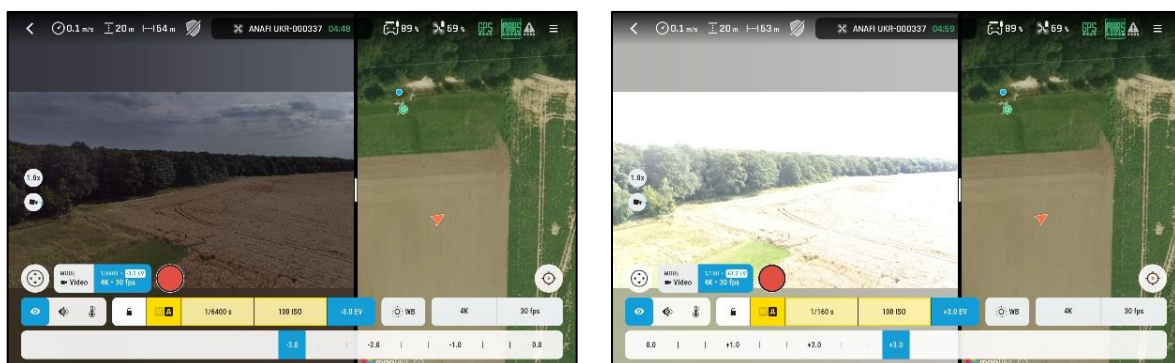 0.1 m/s 20 m 64 m ANAFI UKR-000337 04:48 89 % 69 % GPS MARS
1.0x
MODE
Video
1/6400 • -3.0 EV
4K • 30 fps
M A 1/6400 s 100 ISO -3.0 EV WB 4K 30 fps
-3.0 | | -2.0 | | -1.0 | | 0.0
0.1 m/s 20 m 63 m ANAFI UKR-000337 04:59 89 % 69 % GPS MARS
1.0x
MODE
Video
1/160 • +3.0 EV
4K • 30 fps
M A 1/160 s 100 ISO +3.0 EV WB 4K 30 fps
0.0 | | +1.0 | | +2.0 | | +3.0